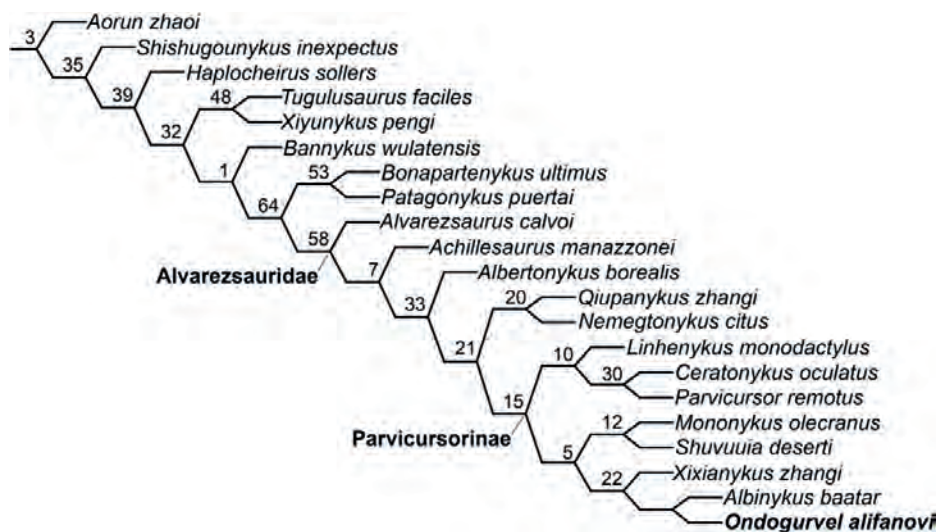 Aorun zhaoi
3
Shishugounykus inexpectus
35
Haplocheirus sollers
39
Tugulusaurus faciles
48
Xiyunykus pengi
32
Bannykus wulatensis
1
Bonapartenykus ultimus
53
Patagonykus puertai
64
Alvarezsaurus calvoi
58
Achillesaurus manazzonei
Alvarezsauridae
7
Albertonykus borealis
33
Qiupanykus zhangi
20
Nemegtonykus citus
21
Linhenykus monodactylus
10
Ceratonykus oculatus
30
Parvicursor remotus
15
Mononykus olecranus
12
Parvicursorinae
Shuvuuia deserti
5
Xixianykus zhangi
22
Albinykus baatar
Ondogurvel alifanovi